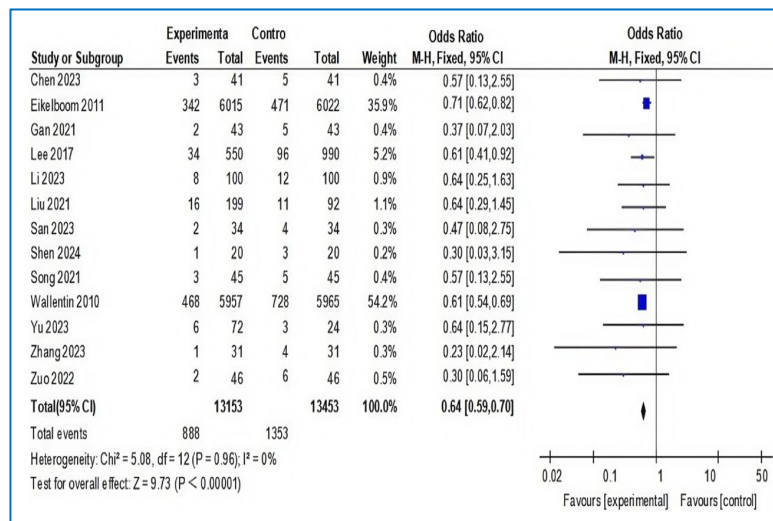 Experimenta Contro Odds Ratio Odds Ratio
Study or Subgroup Events Total Events Total Weight M-H, Fixed, 95% CI M-H, Fixed, 95% CI
Chen 2023 3 41 5 41 0.4% 0.57 [0.13,2.55]
Eikelboom 2011 342 6015 471 6022 35.9% 0.71 [0.62,0.82]
Gan 2021 2 43 5 43 0.4% 0.37 [0.07,2.03]
Lee 2017 34 550 96 990 5.2% 0.61 [0.41,0.92]
Li 2023 8 100 12 100 0.9% 0.64 [0.25,1.63]
Liu 2021 16 199 11 92 1.1% 0.64 [0.29,1.45]
San 2023 2 34 4 34 0.3% 0.47 [0.08,2.75]
Shen 2024 1 20 3 20 0.2% 0.30 [0.03,3.15]
Song 2021 3 45 5 45 0.4% 0.57 [0.13,2.55]
Wallentin 2010 468 5957 728 5965 54.2% 0.61 [0.54,0.69]
Yu 2023 6 72 3 24 0.3% 0.64 [0.15,2.77]
Zhang 2023 1 31 4 31 0.3% 0.23 [0.02,2.14]
Zuo 2022 2 46 6 46 0.5% 0.30 [0.06,1.59]
Total(95% CI) 13153 13453 100.0% 0.64 [0.59,0.70]
Total events 888 1353
Heterogeneity: Chi² = 5.08, df = 12 (P = 0.96); I² = 0%
Test for overall effect: Z = 9.73 (P < 0.00001)
0.02 0.1 1 10 50
Favours [experimental] Favours [control]